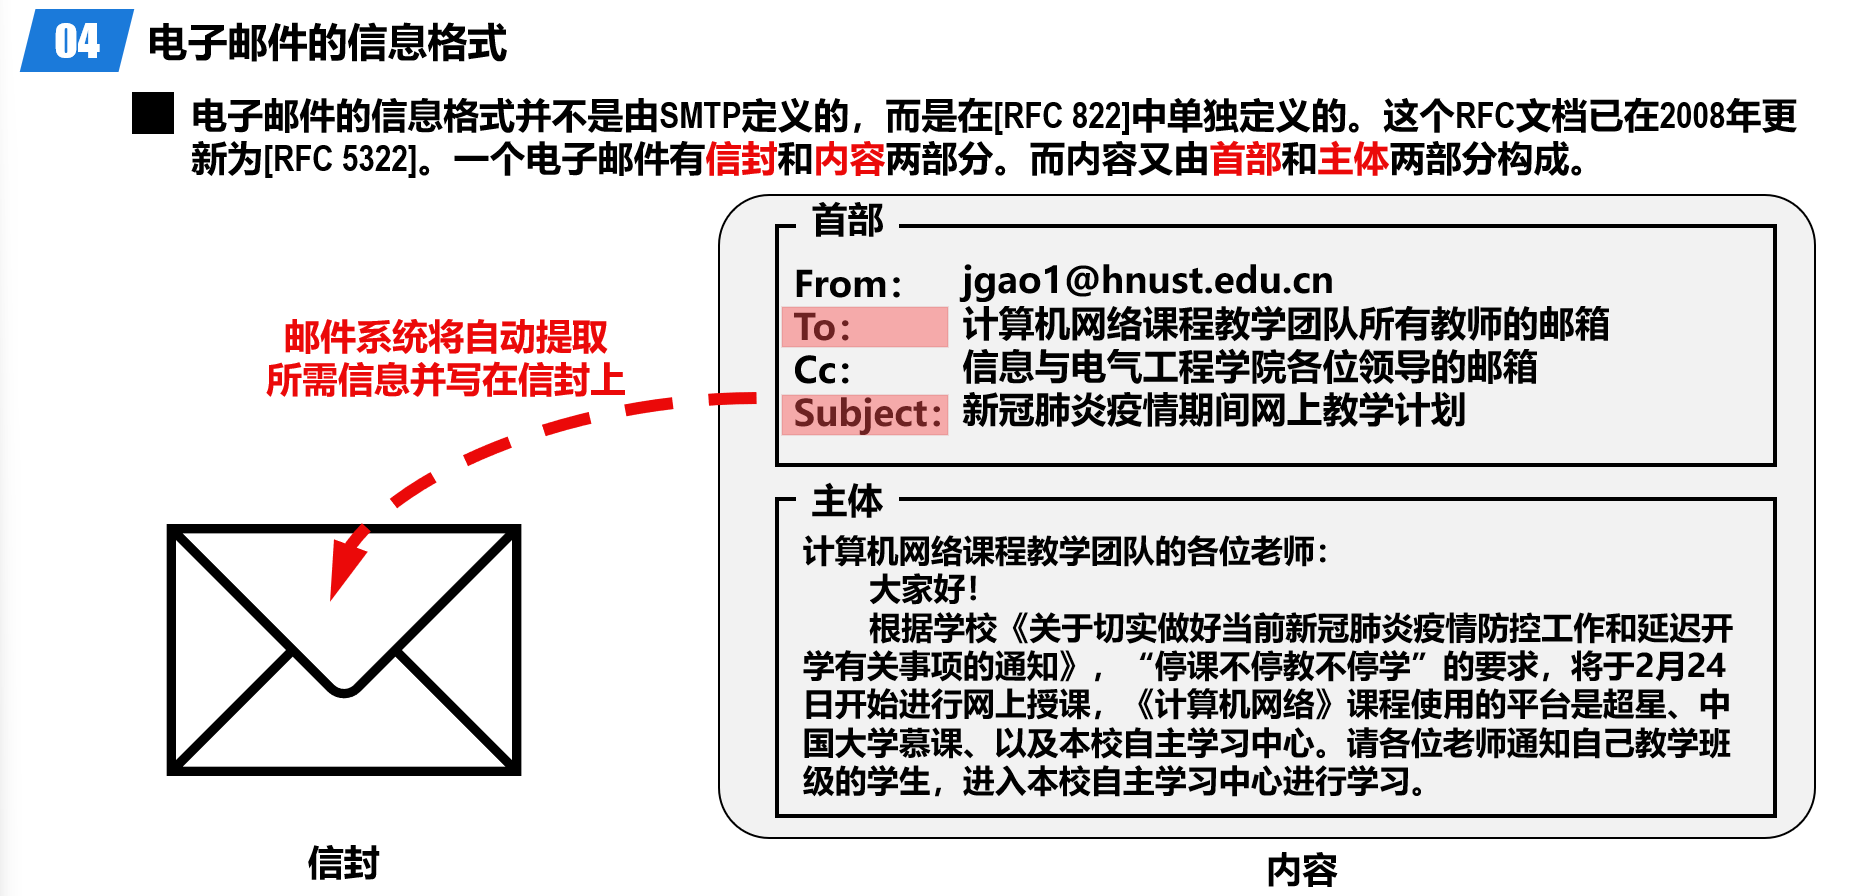 04 电子邮件的信息格式
电子邮件的信息格式并不是由SMTP定义的，而是在[RFC 822]中单独定义的。这个RFC文档已在2008年更
新为[RFC 5322]。一个电子邮件有信封和内容两部分。而内容又由首部和主体两部分构成。
首部
From： jgao1@hnust.edu.cn
To： 计算机网络课程教学团队所有教师的邮箱
Cc： 信息与电气工程学院各位领导的邮箱
Subject： 新冠肺炎疫情期间网上教学计划
邮件系统将自动提取
所需信息并写在信封上
主体
计算机网络课程教学团队的各位老师：
大家好！
根据学校《关于切实做好当前新冠肺炎疫情防控工作和延迟开
学有关事项的通知》，“停课不停教不停学”的要求，将于2月24
日开始进行网上授课，《计算机网络》课程使用的平台是超星、中
国大学慕课、以及本校自主学习中心。请各位老师通知自己教学班
级的学生，进入本校自主学习中心进行学习。
信封
内容